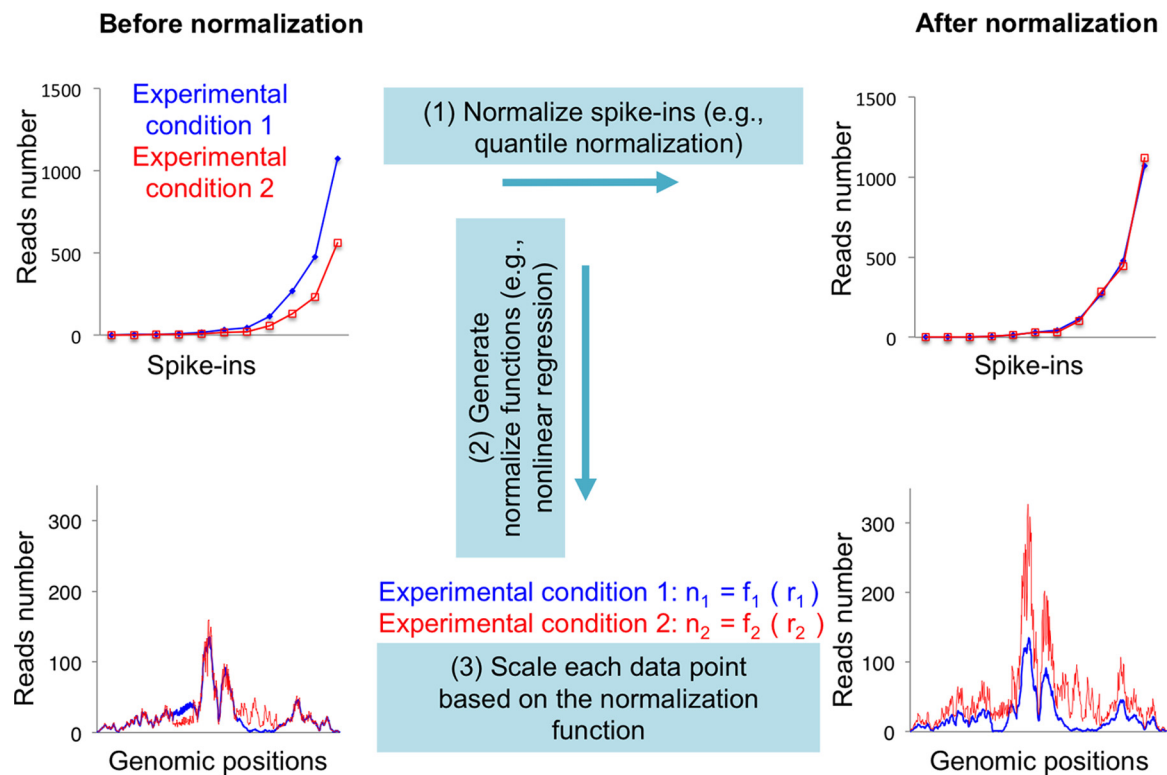 Before normalization
After normalization
1500
1000
500
0
Reads number
Experimental
condition 1
Experimental
condition 2
Spike-ins
(1) Normalize spike-ins (e.g.,
quantile normalization)
1500
1000
500
0
Reads number
Spike-ins
(2) Generate
normalize functions (e.g.,
nonlinear regression)
300
200
100
0
Reads number
Genomic positions
Experimental condition 1: n₁ = f₁ ( r₁)
Experimental condition 2: n₂ = f₂ ( r₂ )
(3) Scale each data point
based on the normalization
function
300
200
100
0
Reads number
Genomic positions